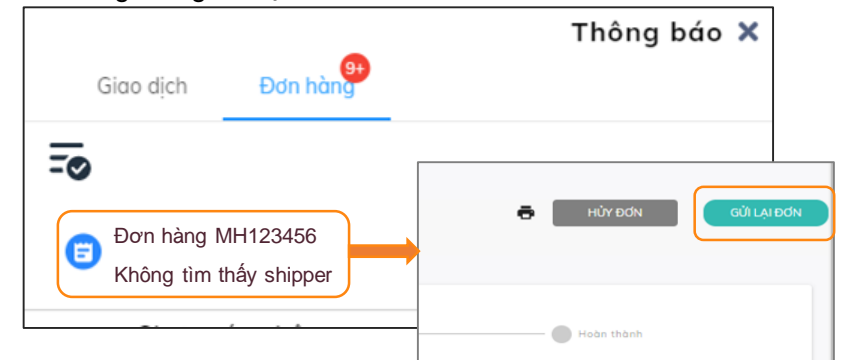 Thông báo
Giao dịch
Đơn hàng
9+
HỦY ĐƠN
GỬI LẠI ĐƠN
Đơn hàng MH123456
Không tìm thấy shipper
Hoàn thành